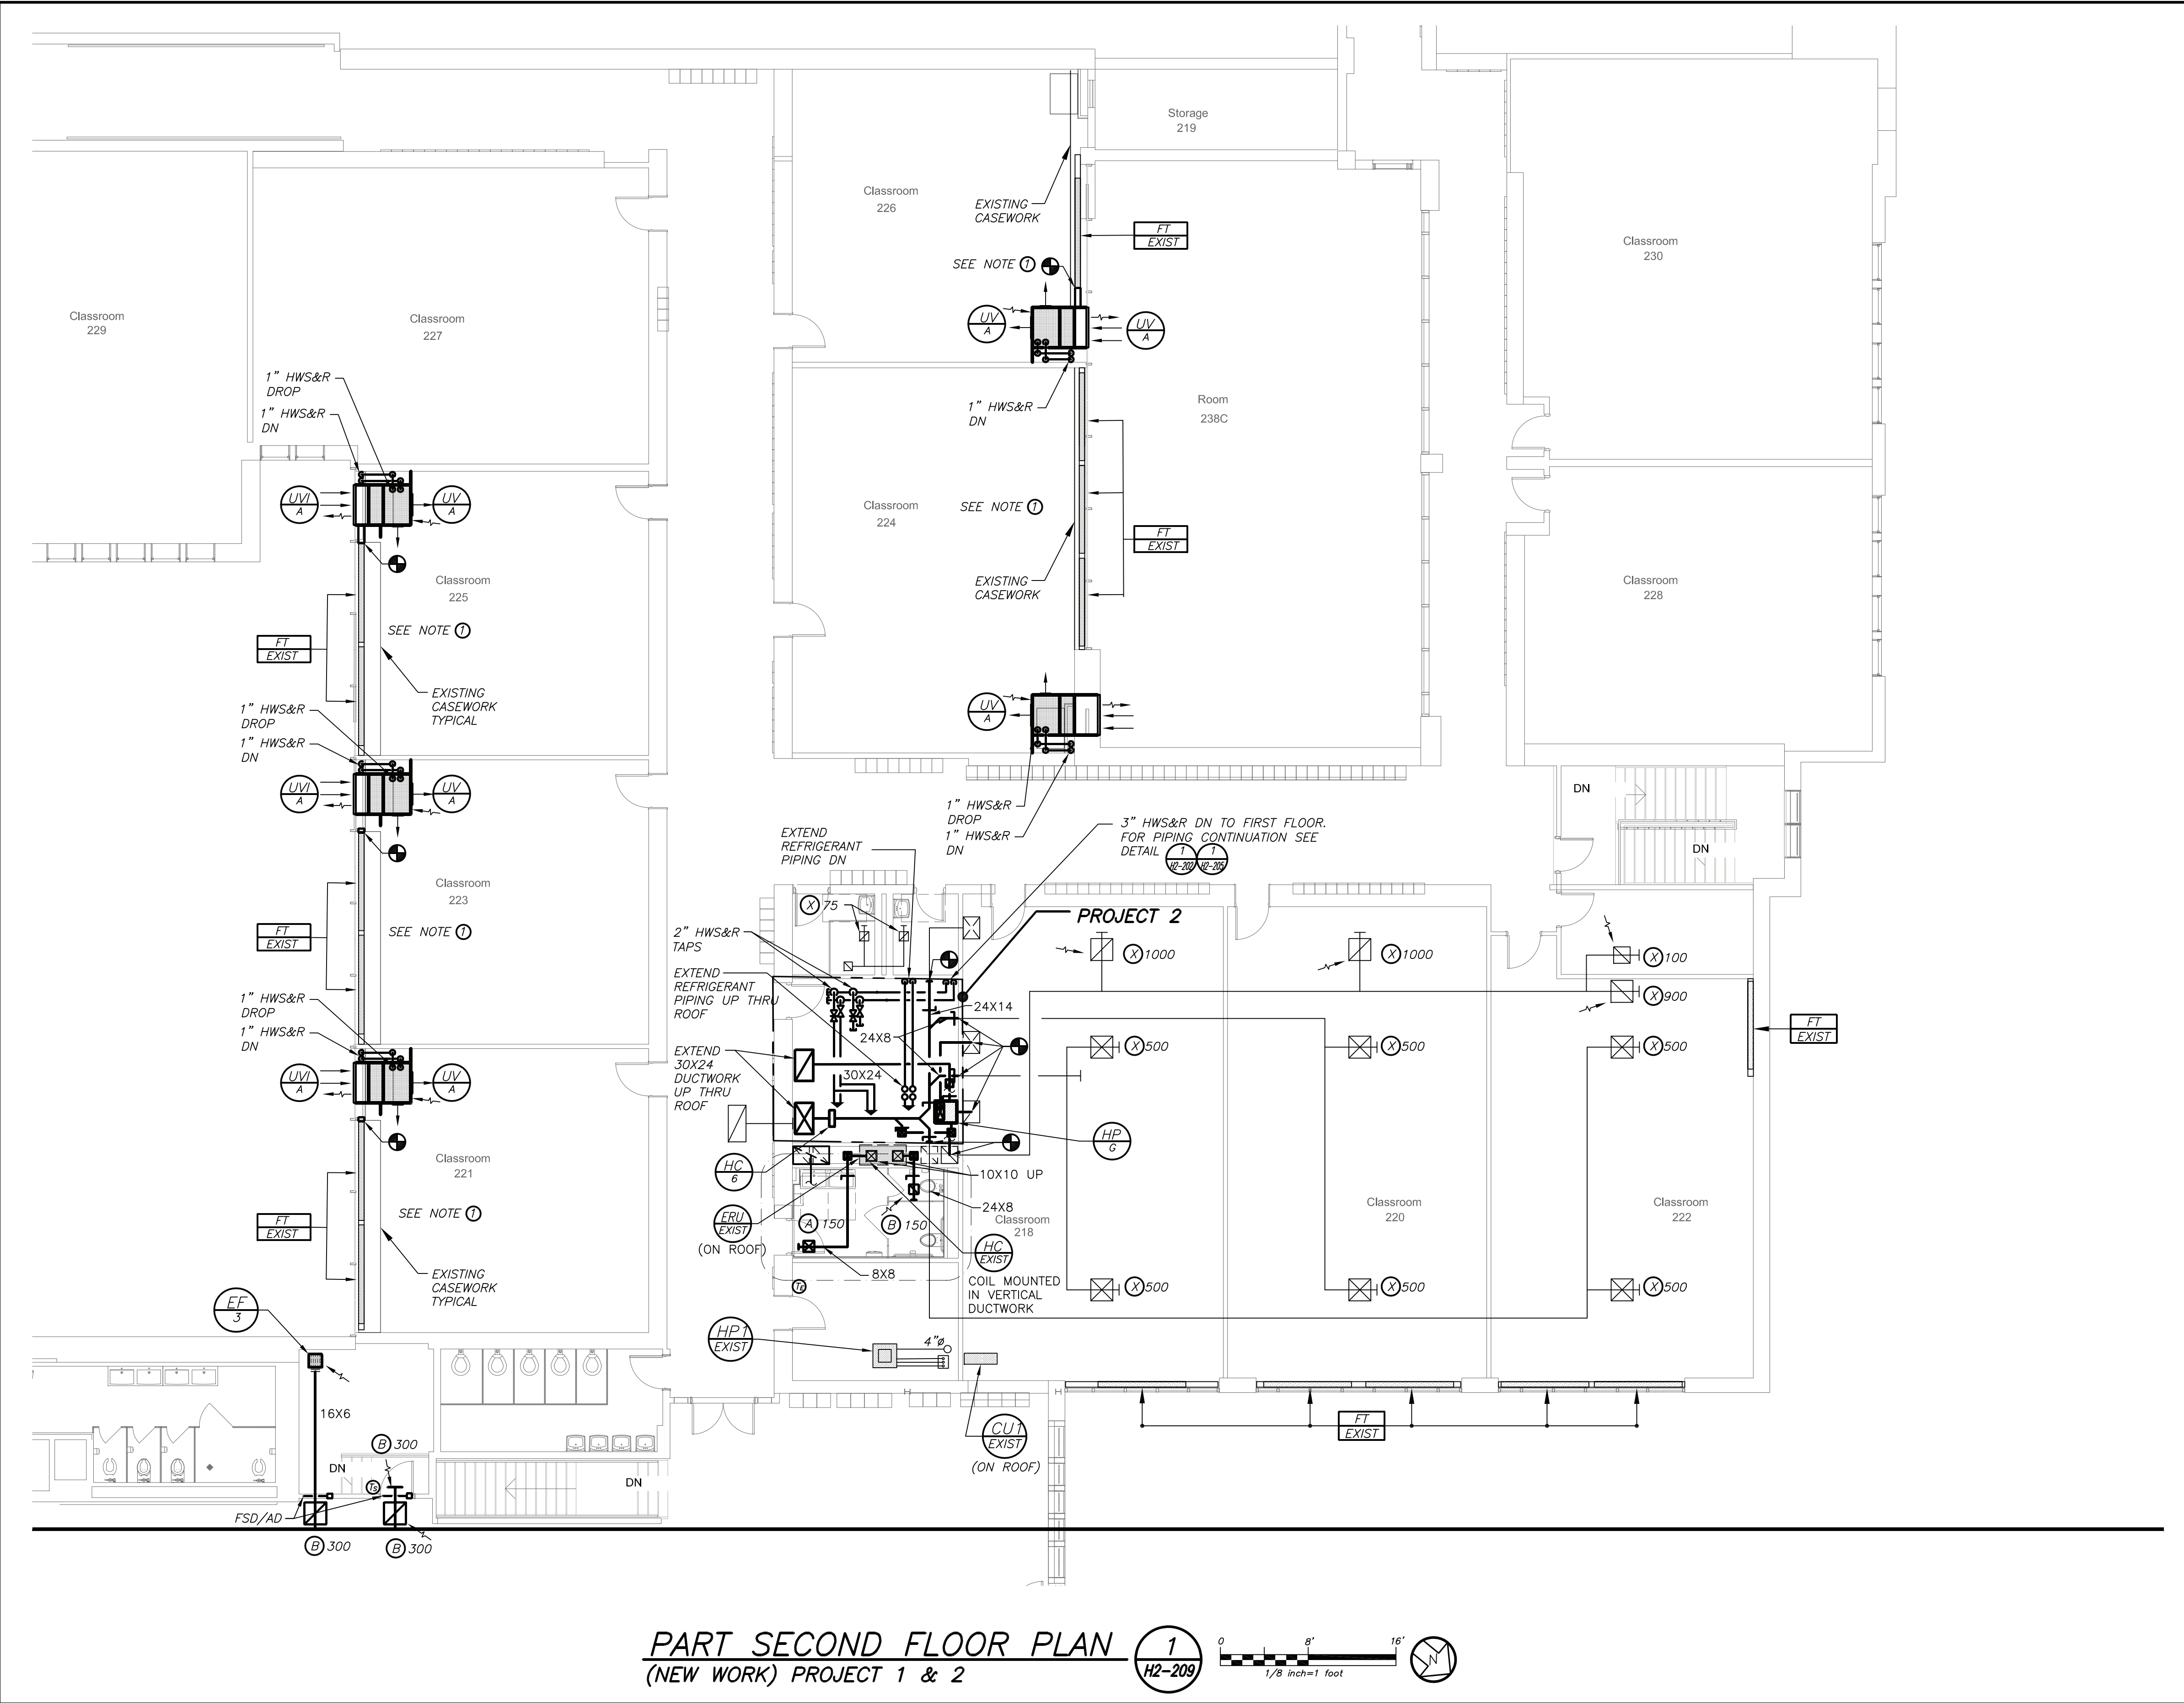 Storage
219
Classroom
226
EXISTING
CASEWORK
FT
EXIST
Classroom
230
SEE NOTE 1
UV
A
UV
A
Classroom
229
Classroom
227
1" HWS&R
DROP
1" HWS&R
DN
1" HWS&R
DN
Room
238C
UVI
A
UV
A
Classroom
224
SEE NOTE 1
FT
EXIST
EXISTING
CASEWORK
Classroom
228
Classroom
225
SEE NOTE 1
FT
EXIST
EXISTING
CASEWORK
TYPICAL
1" HWS&R
DROP
1" HWS&R
DN
UV
A
UVI
A
UV
A
1" HWS&R
DROP
1" HWS&R
DN
DN
DN
EXTEND
REFRIGERANT
PIPING DN
3" HWS&R DN TO FIRST FLOOR.
FOR PIPING CONTINUATION SEE
DETAIL
1
H2-202
1
H2-205
Classroom
223
FT
EXIST
SEE NOTE 1
X 75
PROJECT 2
2" HWS&R
TAPS
EXTEND
REFRIGERANT
PIPING UP THRU
ROOF
X 1000
X 1000
X 100
X 900
24X14
24X8
30X24
FT
EXIST
1" HWS&R
DROP
1" HWS&R
DN
EXTEND
30X24
DUCTWORK
UP THRU
ROOF
X 500
X 500
X 500
UVI
A
UV
A
HP
G
HC
6
10X10 UP
24X8
Classroom
221
SEE NOTE 1
FT
EXIST
EXISTING
CASEWORK
TYPICAL
ERU
EXIST
(ON ROOF)
A 150
B 150
Classroom
218
HC
EXIST
COIL MOUNTED
IN VERTICAL
DUCTWORK
8X8
TE
Classroom
220
Classroom
222
X 500
X 500
X 500
EF
3
HP1
EXIST
4"ø
16X6
B 300
DN
TS
DN
FSD/AD
B 300
B 300
CU1
EXIST
(ON ROOF)
FT
EXIST
PART SECOND FLOOR PLAN
(NEW WORK) PROJECT 1 & 2
1
H2-209
0 8' 16'
1/8 inch=1 foot
N